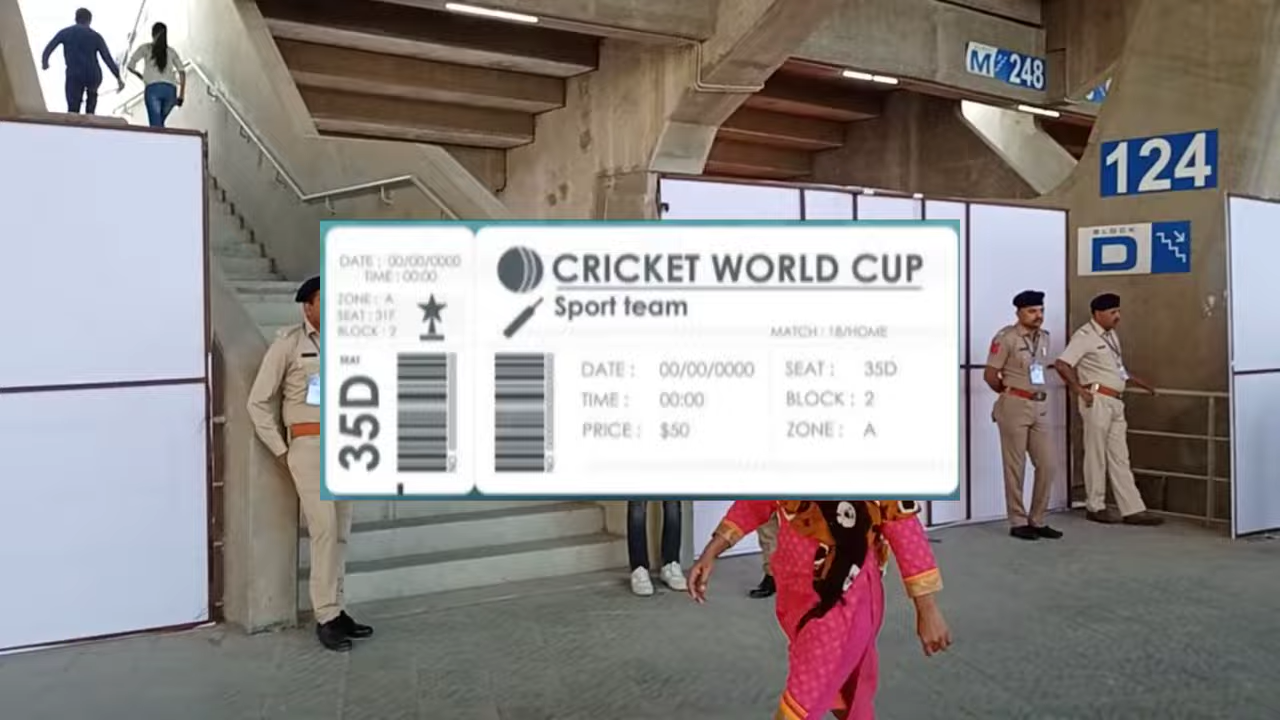 M 248
124
BLOCK
D
DATE : 00/00/0000
TIME : 00:00
ZONE : A
SEAT : 31F
BLOCK : 2
SEAT
35D
NO
CRICKET WORLD CUP
Sport team
MATCH : 18/HOME
NO
DATE : 00/00/0000
TIME : 00:00
PRICE : $50
SEAT : 35D
BLOCK : 2
ZONE : A